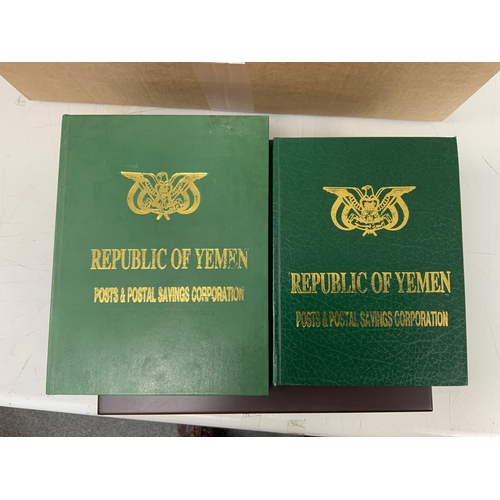 REPUBLIC OF YEMEN
POSTS & POSTAL SAVINGS CORPORATION
REPUBLIC OF YEMEN
POSTS & POSTAL SAVINGS CORPORATION